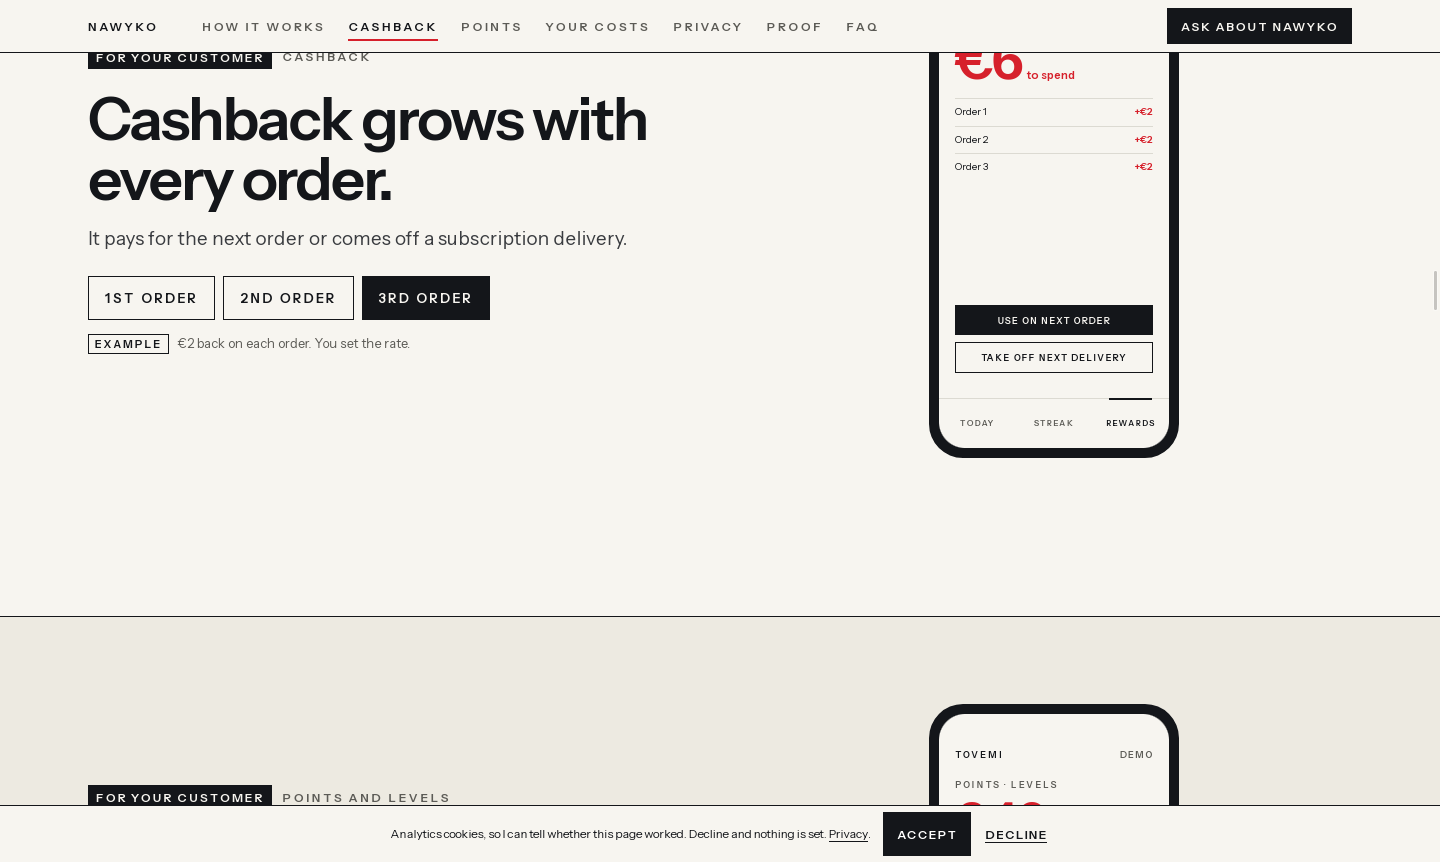 NAWYKO HOW IT WORKS CASHBACK POINTS YOUR COSTS PRIVACY PROOF FAQ ASK ABOUT NAWYKO
FOR YOUR CUSTOMER CASHBACK
Cashback grows with
every order.
It pays for the next order or comes off a subscription delivery.
1ST ORDER 2ND ORDER 3RD ORDER
EXAMPLE €2 back on each order. You set the rate.
€6 to spend
Order 1 +€2
Order 2 +€2
Order 3 +€2
USE ON NEXT ORDER
TAKE OFF NEXT DELIVERY
TODAY STREAK REWARDS
FOR YOUR CUSTOMER POINTS AND LEVELS
TOVEMI DEMO
POINTS · LEVELS
Analytics cookies, so I can tell whether this page worked. Decline and nothing is set. Privacy. ACCEPT DECLINE